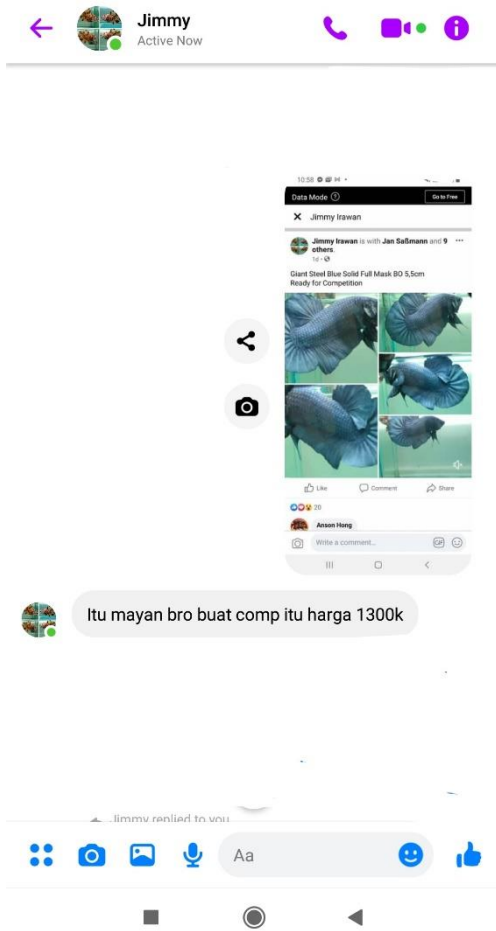 Jimmy
Active Now
10:58
Data Mode
Go to Free
Jimmy Irawan
Jimmy Irawan is with Jan Saßmann and 9
others.
1d
Giant Steel Blue Solid Full Mask BO 5,5cm
Ready for Competition
Like
Comment
Share
20
Anson Hong
Write a comment...
GIF
Itu mayan bro buat comp itu harga 1300k
Jimmy replied to you
Aa